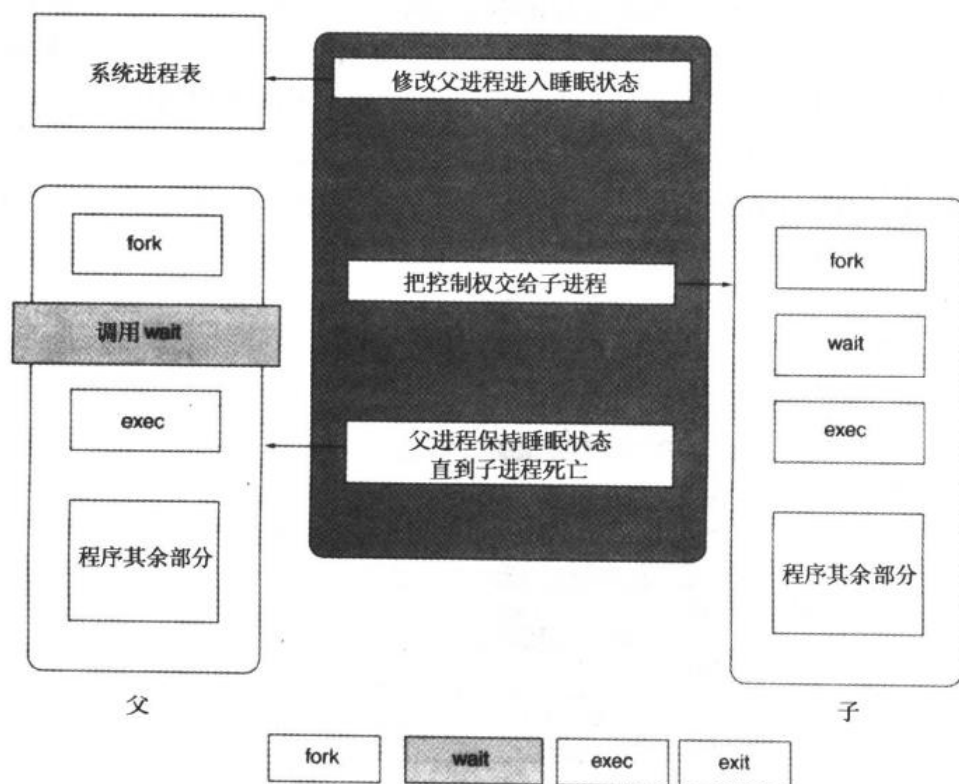 系统进程表
修改父进程进入睡眠状态
fork
调用 wait
exec
程序其余部分
父
把控制权交给子进程
父进程保持睡眠状态
直到子进程死亡
fork
wait
exec
程序其余部分
子
fork
wait
exec
exit